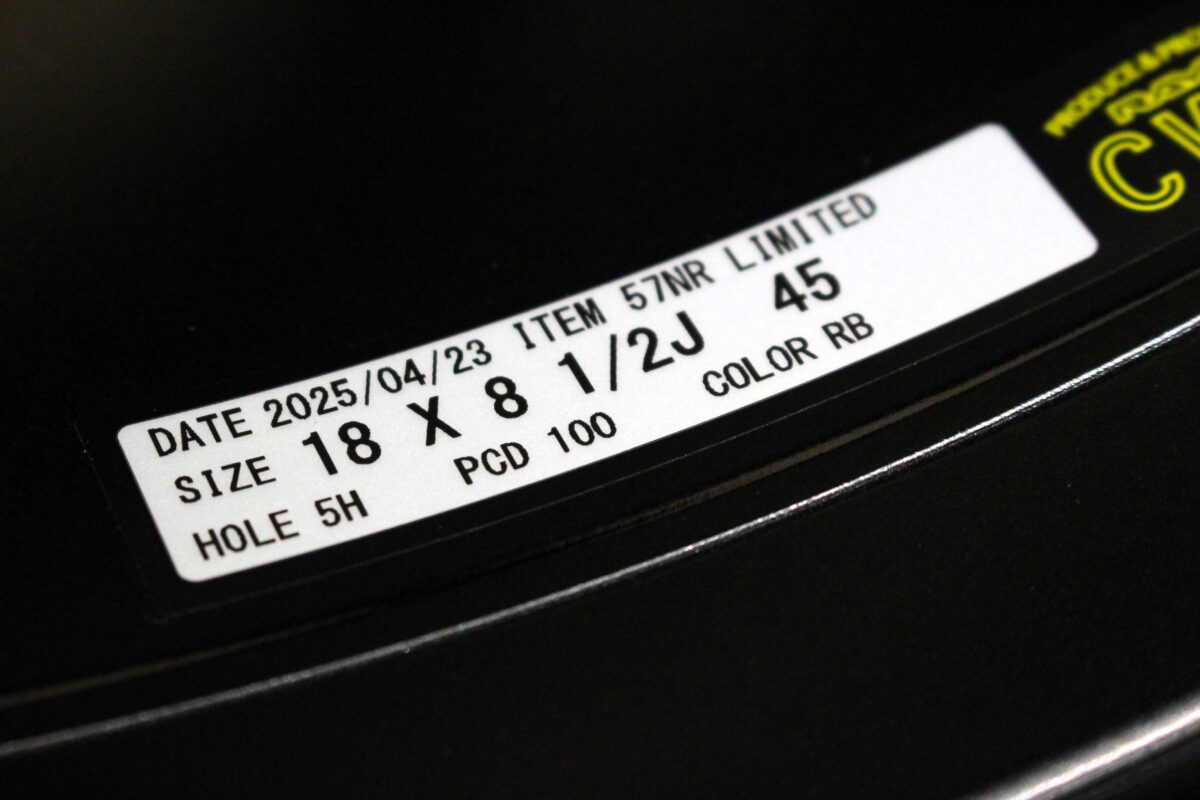 DATE 2025/04/23 ITEM 57NR LIMITED
SIZE 18 X 8 1/2J 45
HOLE 5H PCD 100 COLOR RB
PRODUCE &